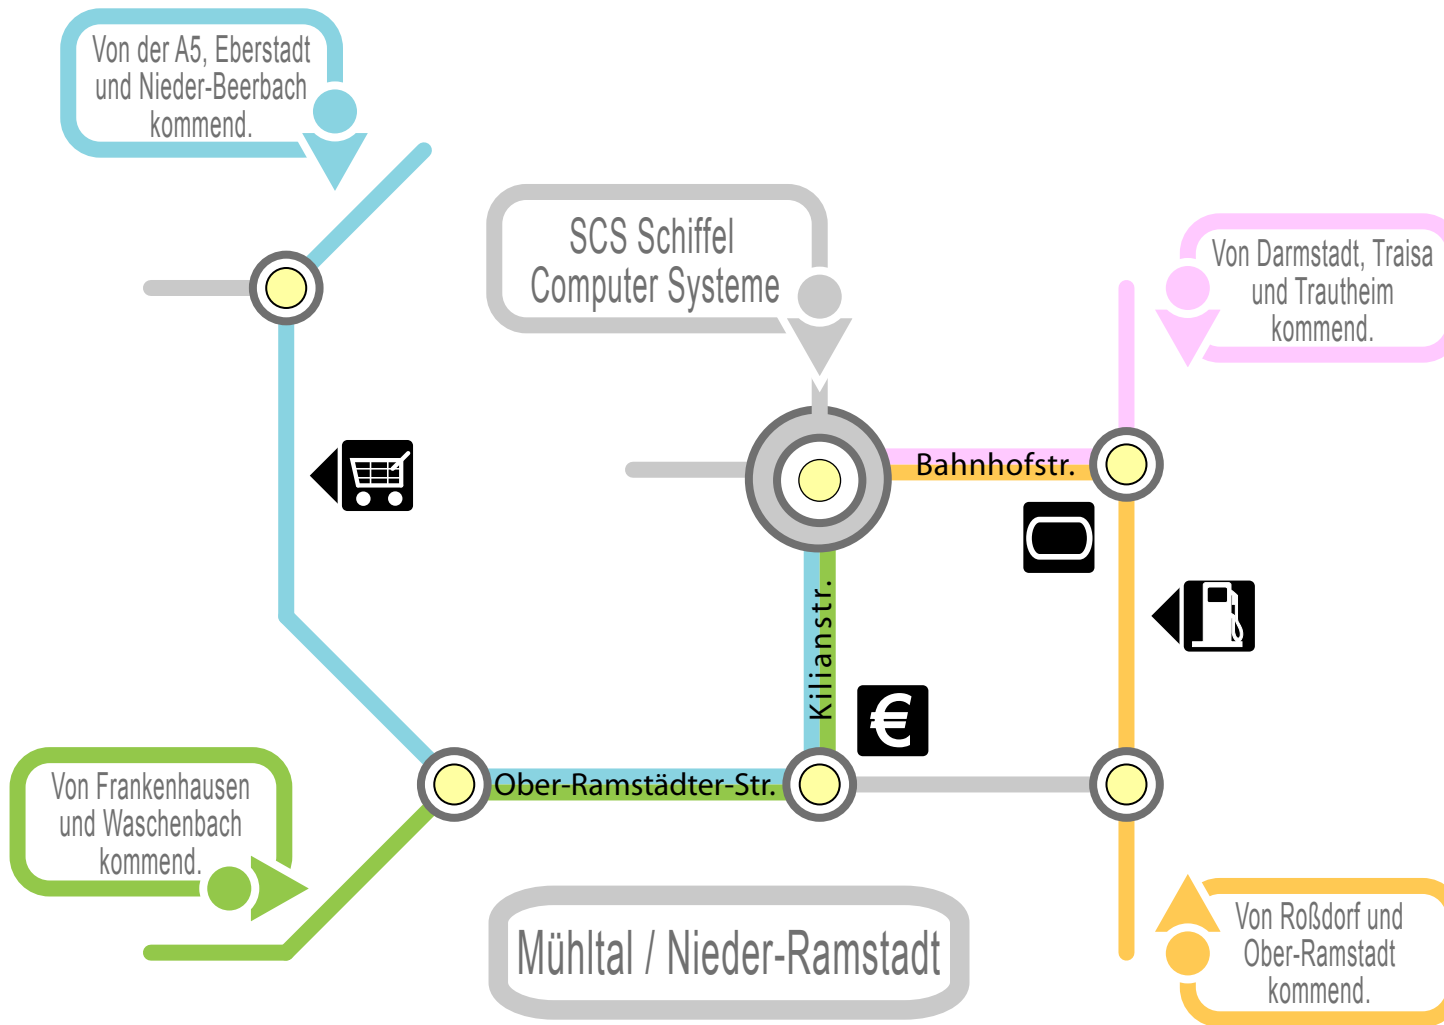 Von der A5, Eberstadt
und Nieder-Beerbach
kommend.
SCS Schiffel
Computer Systeme
Von Darmstadt, Traisa
und Trautheim
kommend.
Bahnhofstr.
Kilianstr.
€
Ober-Ramstädter-Str.
Von Frankenhausen
und Waschenbach
kommend.
Mühltal / Nieder-Ramstadt
Von Roßdorf und
Ober-Ramstadt
kommend.